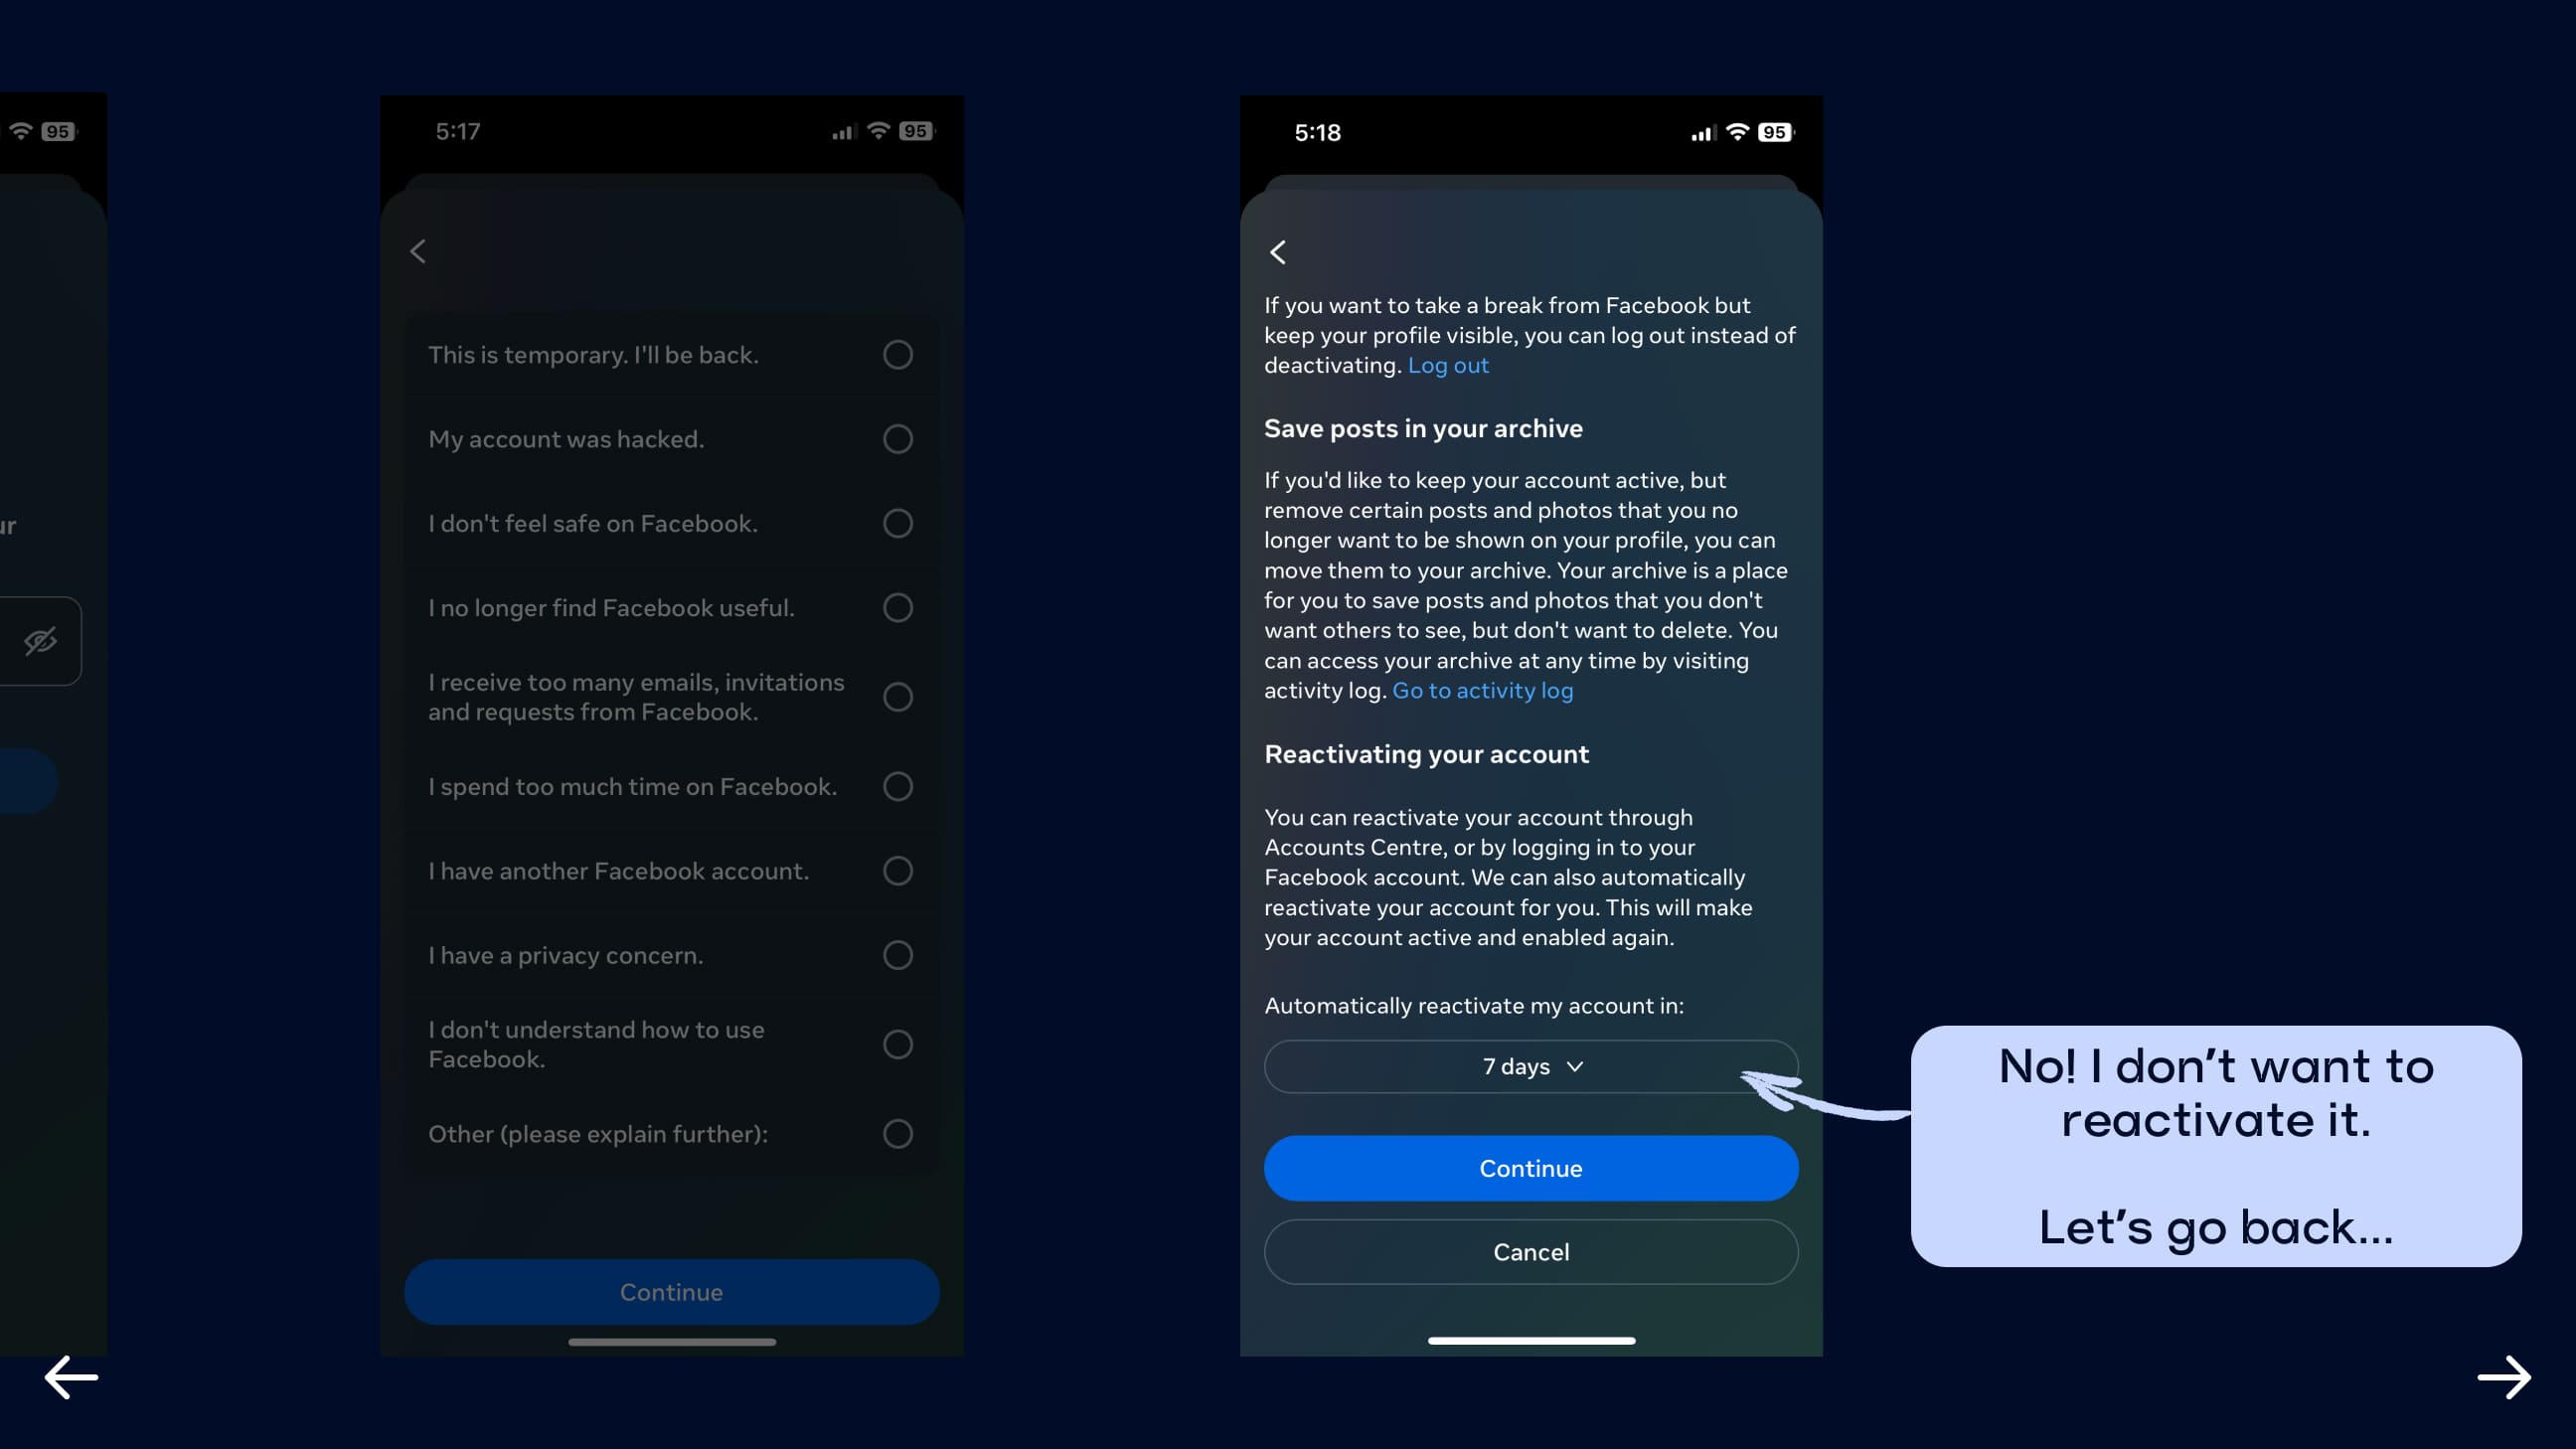 95
ur
5:17
95
This is temporary. I'll be back.
My account was hacked.
I don't feel safe on Facebook.
I no longer find Facebook useful.
I receive too many emails, invitations
and requests from Facebook.
I spend too much time on Facebook.
I have another Facebook account.
I have a privacy concern.
I don't understand how to use
Facebook.
Other (please explain further):
Continue
5:18
95
If you want to take a break from Facebook but
keep your profile visible, you can log out instead of
deactivating. Log out
Save posts in your archive
If you'd like to keep your account active, but
remove certain posts and photos that you no
longer want to be shown on your profile, you can
move them to your archive. Your archive is a place
for you to save posts and photos that you don't
want others to see, but don't want to delete. You
can access your archive at any time by visiting
activity log. Go to activity log
Reactivating your account
You can reactivate your account through
Accounts Centre, or by logging in to your
Facebook account. We can also automatically
reactivate your account for you. This will make
your account active and enabled again.
Automatically reactivate my account in:
7 days
Continue
Cancel
No! I don’t want to
reactivate it.
Let’s go back...